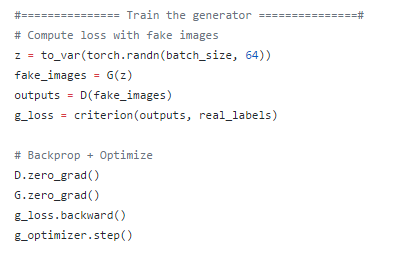 #=============== Train the generator ===============#
# Compute loss with fake images
z = to_var(torch.randn(batch_size, 64))
fake_images = G(z)
outputs = D(fake_images)
g_loss = criterion(outputs, real_labels)
# Backprop + Optimize
D.zero_grad()
G.zero_grad()
g_loss.backward()
g_optimizer.step()